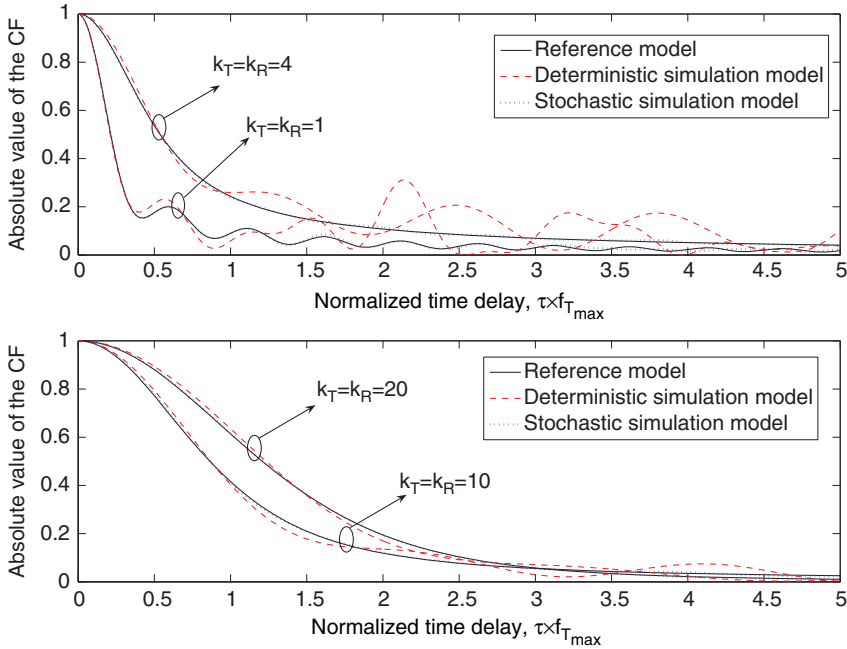 1
0.8
0.6
0.4
0.2
0
Absolute value of the CF
k_T=k_R=4
k_T=k_R=1
Reference model
Deterministic simulation model
Stochastic simulation model
0 0.5 1 1.5 2 2.5 3 3.5 4 4.5 5
Normalized time delay, τ×f_Tmax
1
0.8
0.6
0.4
0.2
0
Absolute value of the CF
k_T=k_R=20
k_T=k_R=10
Reference model
Deterministic simulation model
Stochastic simulation model
0 0.5 1 1.5 2 2.5 3 3.5 4 4.5 5
Normalized time delay, τ×f_Tmax